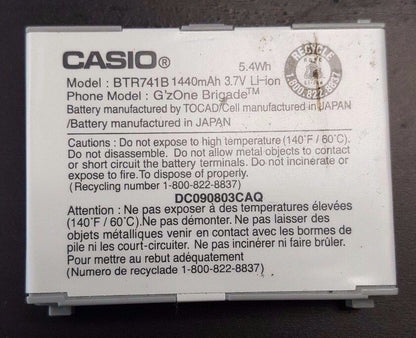 CASIO®
5.4Wh
Model : BTR741B 1440mAh 3.7V Li-ion
Phone Model : G'zOne Brigade™
Battery manufactured by TOCAD/Cell manufactured in JAPAN
/Battery manufactured in JAPAN
RECYCLE
1.800.822.8837
Cautions : Do not expose to high temperature (140°F / 60°C).
Do not disassemble. Do not allow metal objects to contact
or short circuit the battery terminals. Do not incinerate or
expose to fire.To dispose of properly.
(Recycling number 1-800-822-8837)
DC090803CAQ
Attention : Ne pas exposer à des temperatures élevées
(140°F / 60°C).Ne pas démonter. Ne pas laisser des
objets métalliques venir en contact avec les bormes de
pile ni les court-circuiter. Ne pas incinérer ni faire brûler.
Pour mettre au rebut adéquatement
(Numero de recyclade 1-800-822-8837)